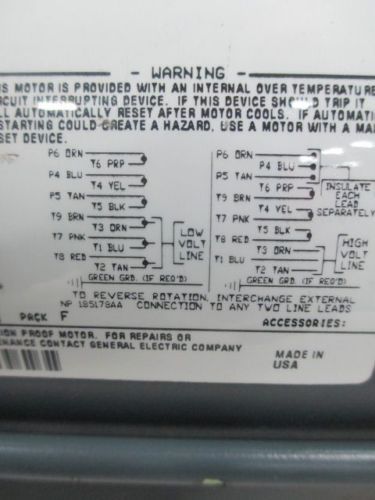 - WARNING -
IS MOTOR IS PROVIDED WITH AN INTERNAL OVER TEMPERATURE
CUIT INTERRUPTING DEVICE. IF THIS DEVICE SHOULD TRIP IT
LL AUTOMATICALLY RESET AFTER MOTOR COOLS. IF AUTOMATIC
STARTING COULD CREATE A HAZARD, USE A MOTOR WITH A MA
SET DEVICE.
P6 ORN
T6 PRP
P4 BLU
T4 YEL
P5 TAN
T5 BLK
T9 BRN
T3 ORN
T7 PNK
T1 BLU
T8 RED
T2 TAN
LOW
VOLT
LINE
GREEN GRD. (IF REQ'D)
P6 ORN
P4 BLU
P5 TAN
T6 PRP
T9 BRN
T4 YEL
T7 PNK
T5 BLK
T8 RED
T3 ORN
T1 BLU
T2 TAN
INSULATE
EACH
LEAD
SEPARATELY
HIGH
VOLT
LINE
GREEN GRD. (IF REQ'D)
TO REVERSE ROTATION, INTERCHANGE EXTERNAL
NP 185178AA CONNECTION TO ANY TWO LINE LEADS
ACCESSORIES:
PACK F
ION PROOF MOTOR. FOR REPAIRS OR
ENANCE CONTACT GENERAL ELECTRIC COMPANY
MADE IN
USA